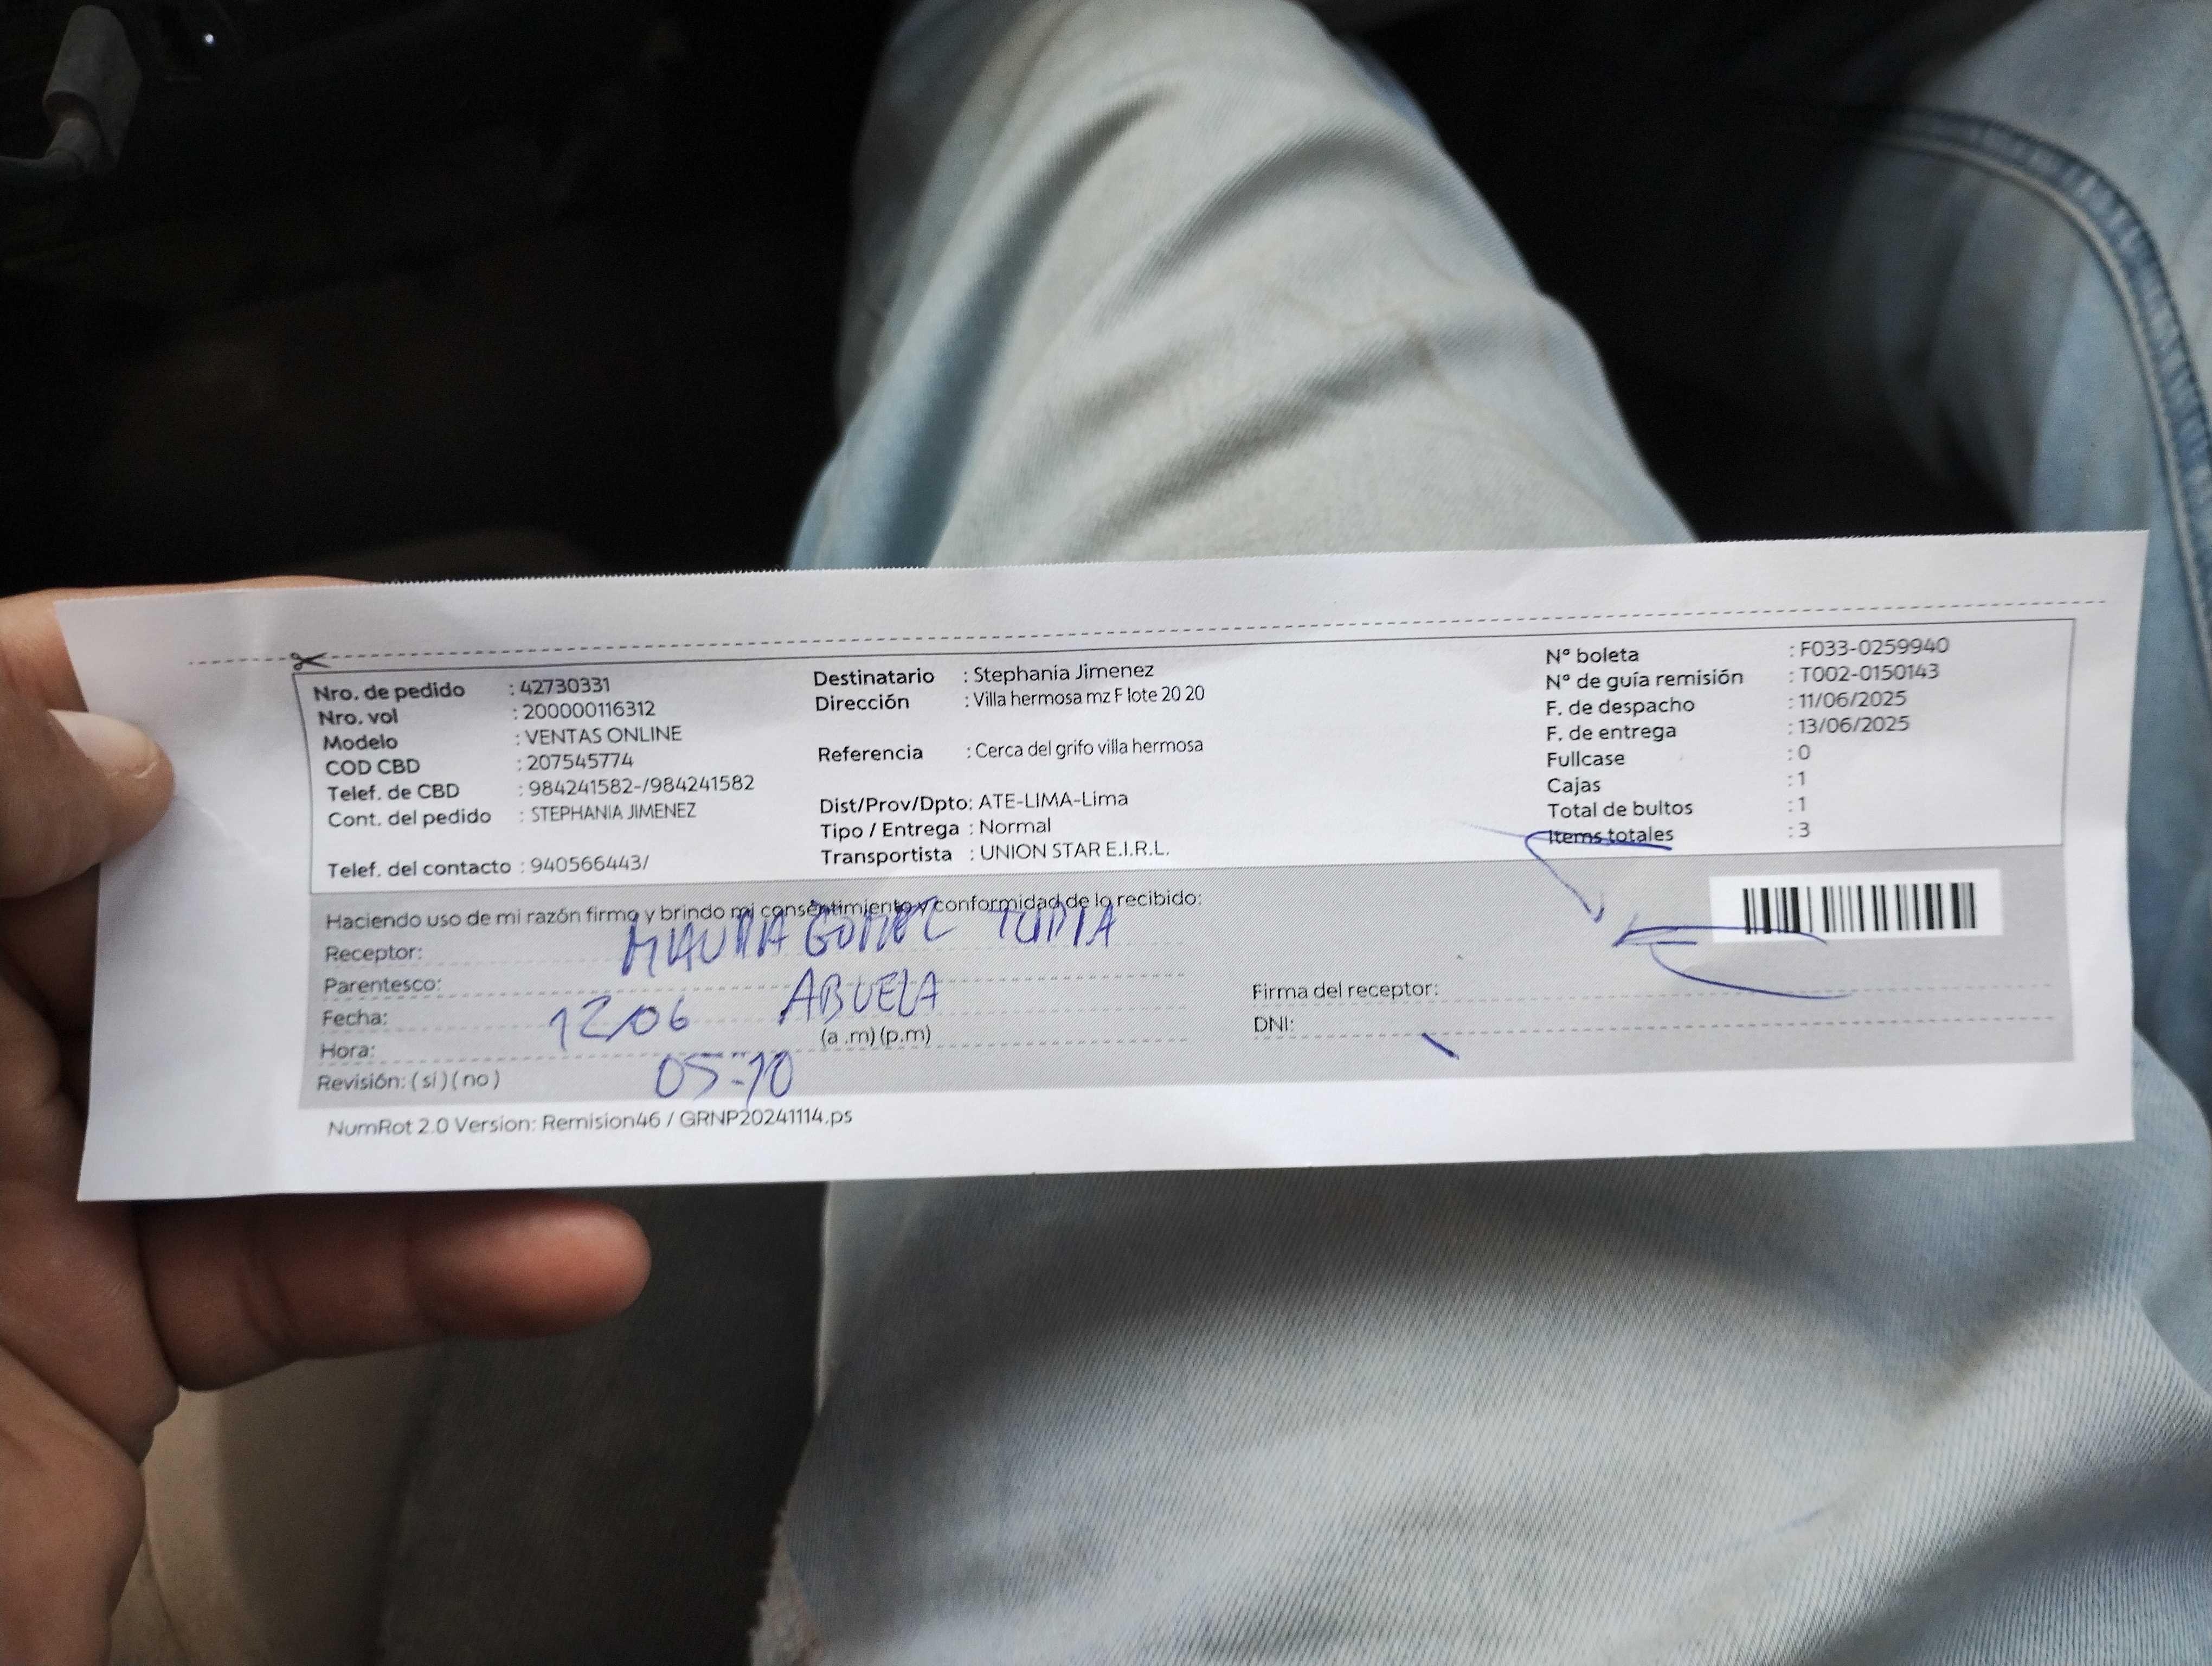 Nro. de pedido : 42730331
Nro. vol : 200000116312
Modelo : VENTAS ONLINE
COD CBD : 207545774
Telef. de CBD : 984241582-/984241582
Cont. del pedido : STEPHANIA JIMENEZ
Telef. del contacto : 940566443/
Destinatario : Stephania Jimenez
Dirección : Villa hermosa mz F lote 20 20
Referencia : Cerca del grifo villa hermosa
Dist/Prov/Dpto: ATE-LIMA-Lima
Tipo / Entrega : Normal
Transportista : UNION STAR E.I.R.L.
Nº boleta : F033-0259940
Nº de guía remisión : T002-0150143
F. de despacho : 11/06/2025
F. de entrega : 13/06/2025
Fullcase : 0
Cajas : 1
Total de bultos : 1
Items totales : 3
Haciendo uso de mi razón firmo y brindo mi consentimiento y conformidad de lo recibido:
Receptor:
Parentesco: ABUELA
Fecha: 12/06
Hora: 05-10 (a .m) (p.m)
Revisión: ( si ) ( no )
Firma del receptor:
DNI:
NumRot 2.0 Version: Remision46 / GRNP20241114.ps